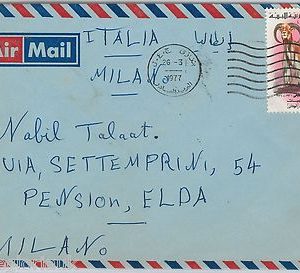 Air Mail
ITALIA
MILANO
26-3
1977
Nabil Talaat.
VIA, SETTEMPRINI, 54
PENSION, ELDA
MILANO